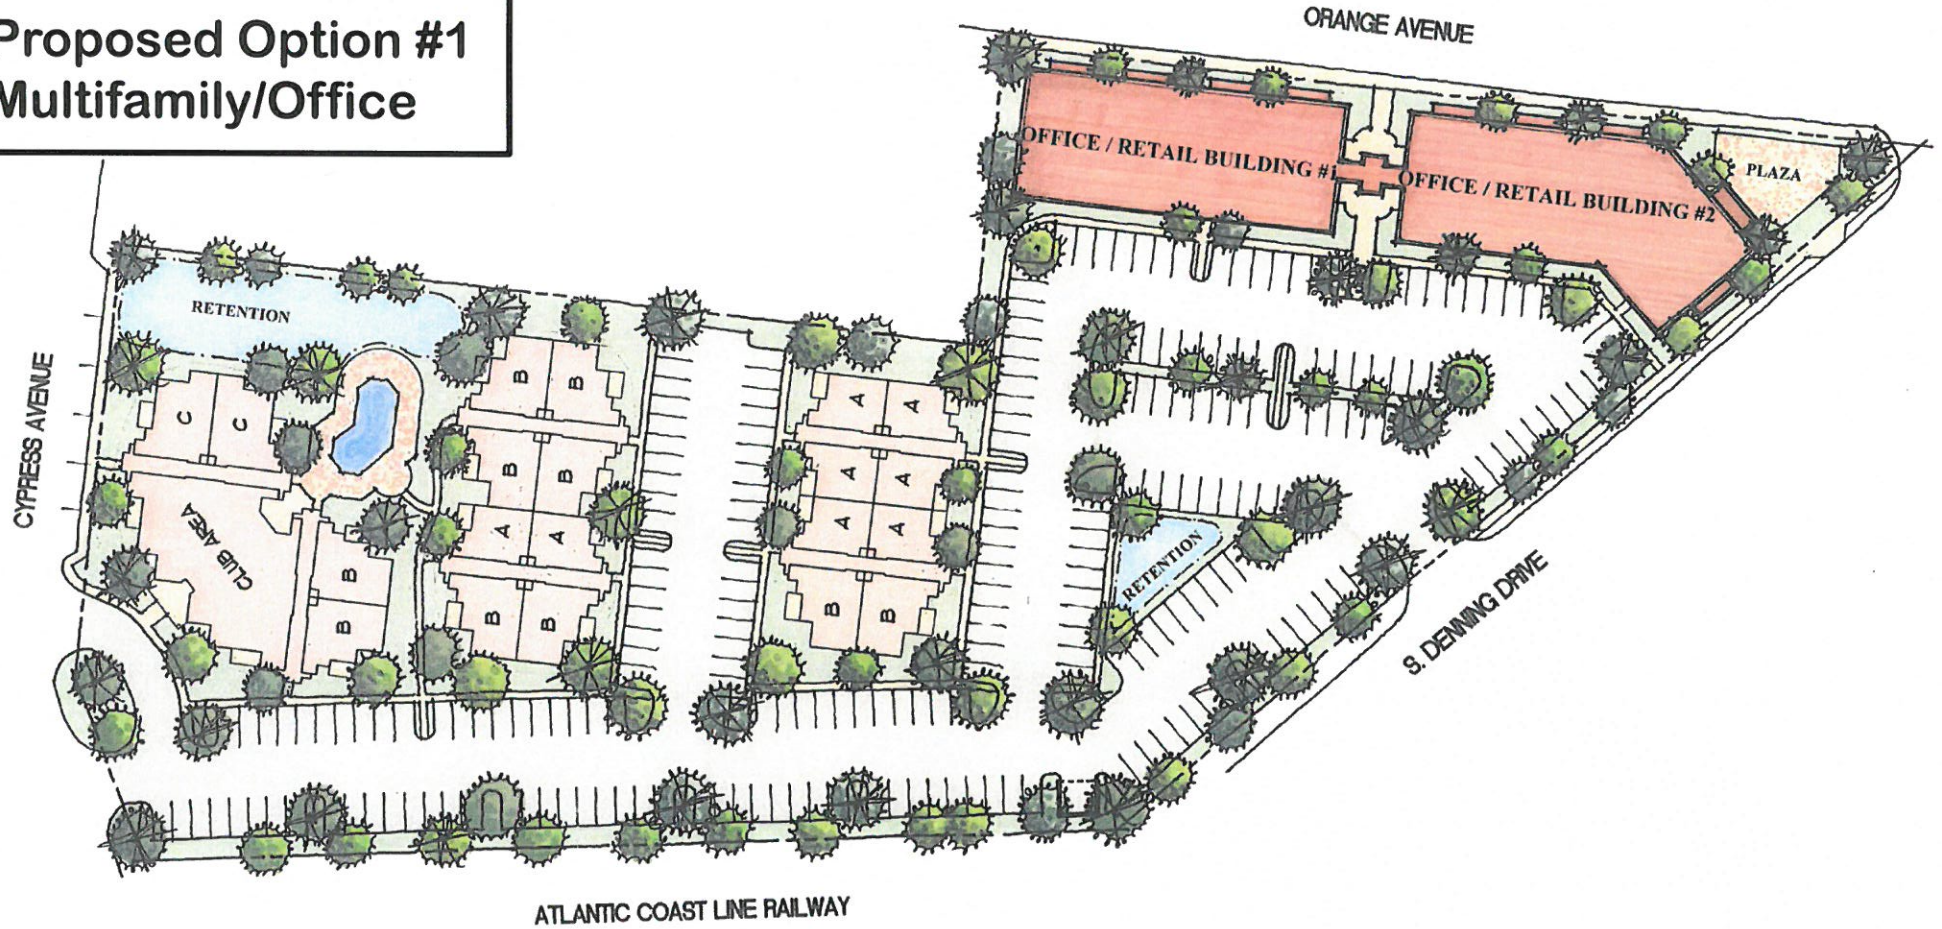 Proposed Option #1
Multifamily/Office
ORANGE AVENUE
OFFICE / RETAIL BUILDING #1
OFFICE / RETAIL BUILDING #2
PLAZA
RETENTION
CYPRESS AVENUE
C
C
B
B
A
A
B
B
A
A
A
A
A
A
B
B
CLUB AREA
B
B
B
B
B
B
RETENTION
S. DENNING DRIVE
ATLANTIC COAST LINE RAILWAY